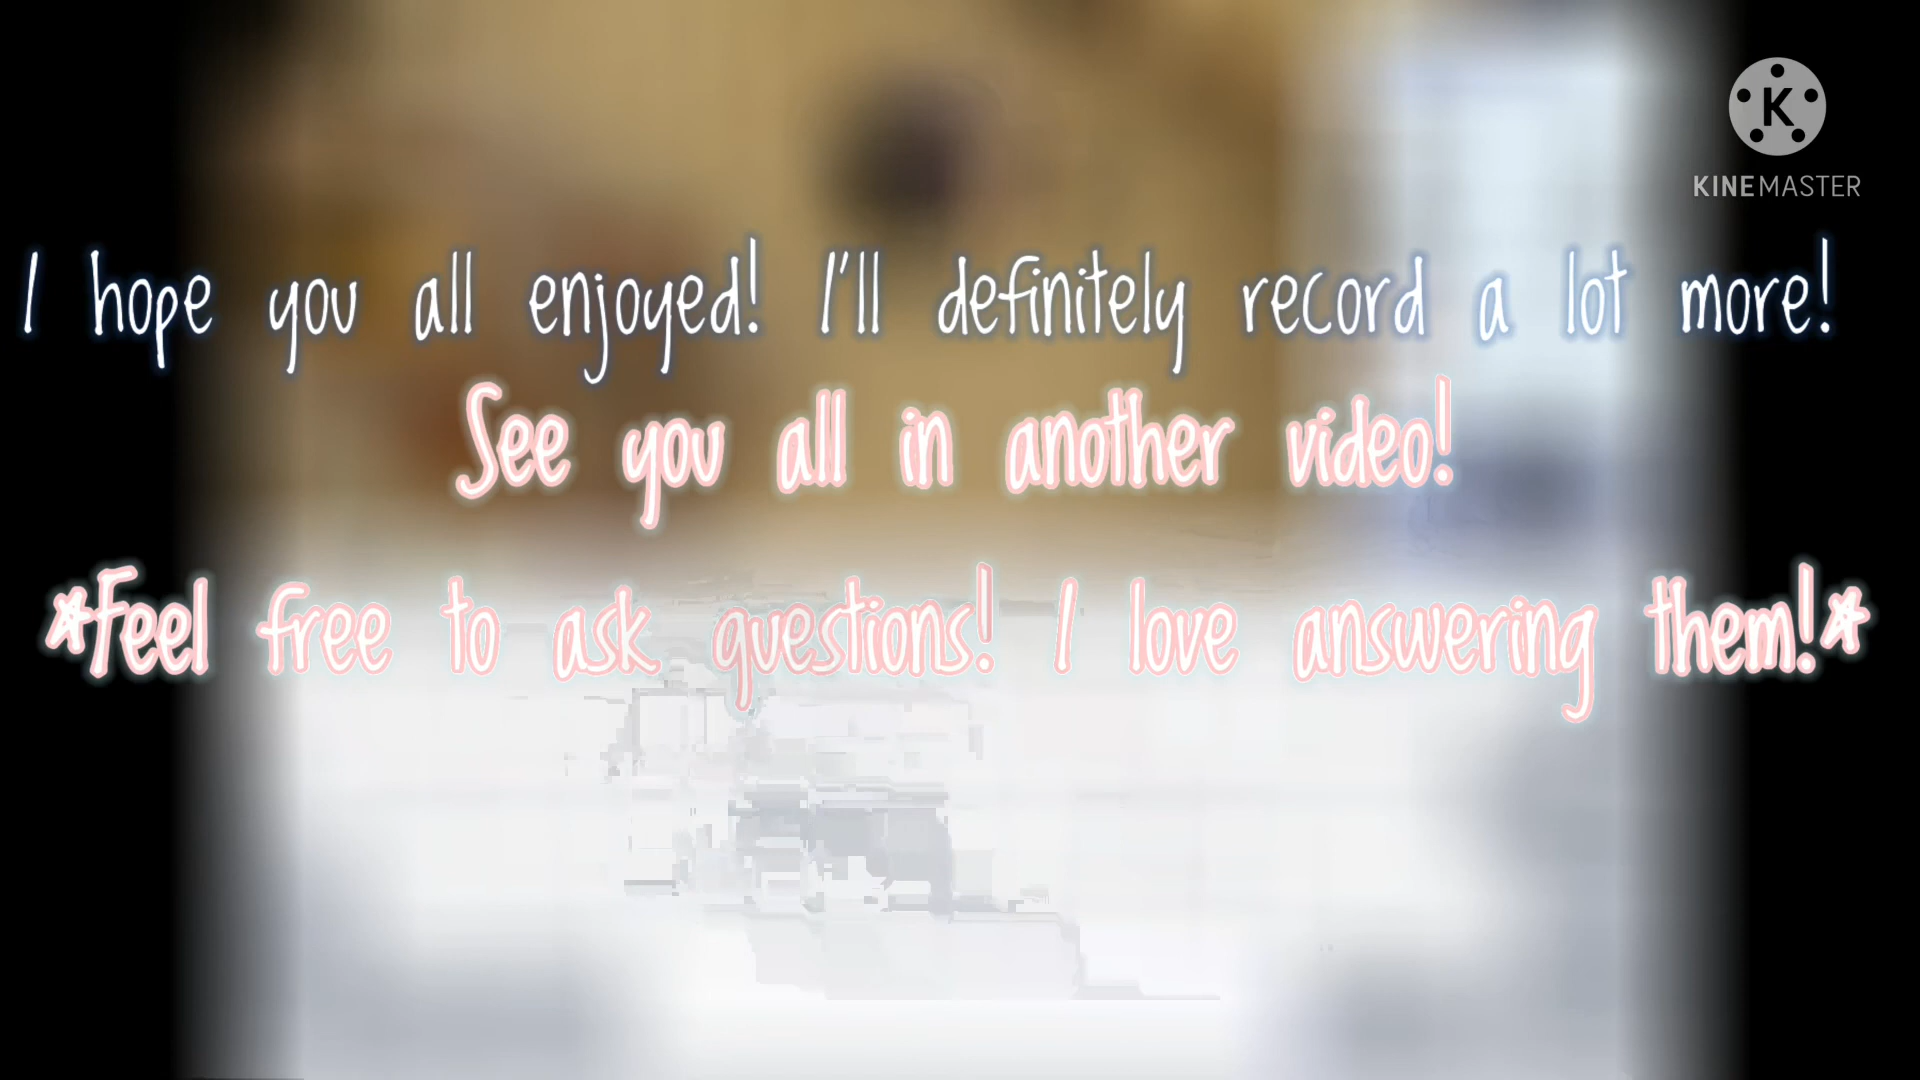 K
KINEMASTER
I hope you all enjoyed! I'll definitely record a lot more!
See you all in another video!
*Feel free to ask questions! I love answering them!*